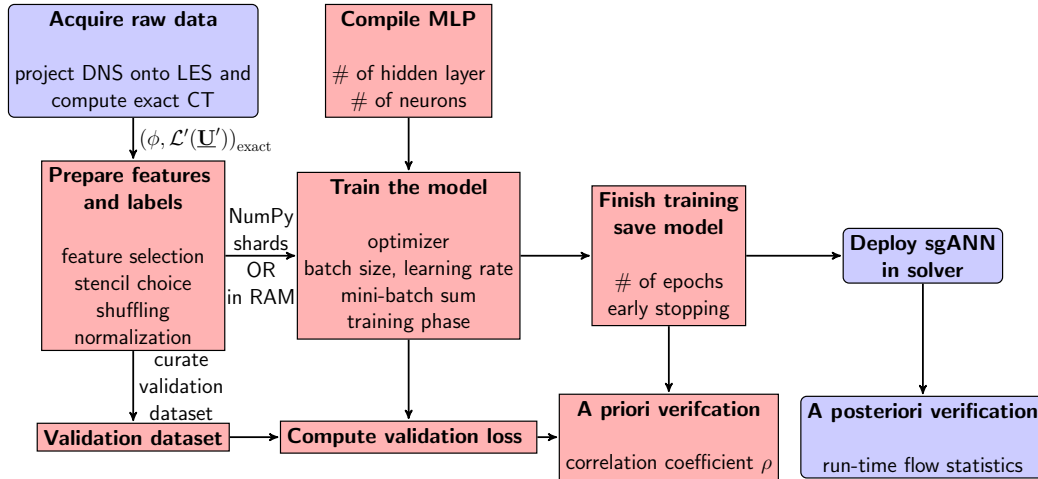 Acquire raw data
project DNS onto LES and
compute exact CT
Compile MLP
# of hidden layer
# of neurons
(ϕ, 𝓛′(U̲′))exact
Prepare features
and labels
feature selection
stencil choice
shuffling
normalization
NumPy
shards
OR
in RAM
Train the model
optimizer
batch size, learning rate
mini-batch sum
training phase
Finish training
save model
# of epochs
early stopping
Deploy sgANN
in solver
curate
validation
dataset
Validation dataset
Compute validation loss
A priori verifcation
correlation coefficient ρ
A posteriori verification
run-time flow statistics